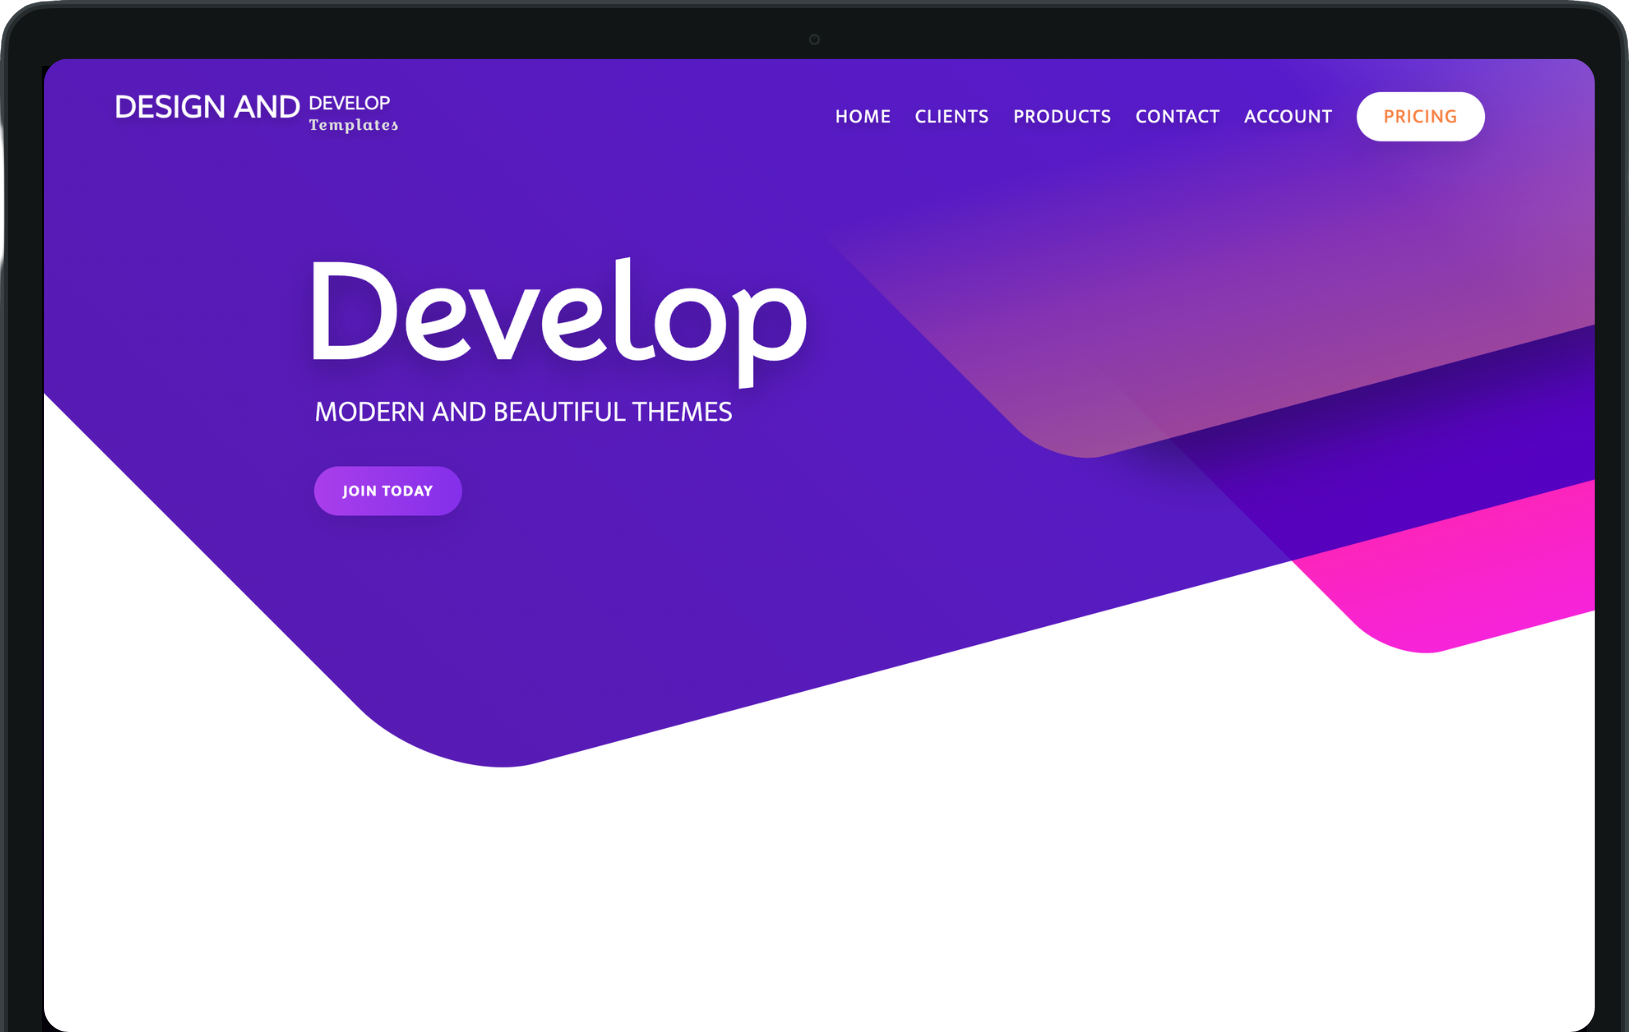 DESIGN AND DEVELOP
Templates
HOME CLIENTS PRODUCTS CONTACT ACCOUNT PRICING
Develop
MODERN AND BEAUTIFUL THEMES
JOIN TODAY